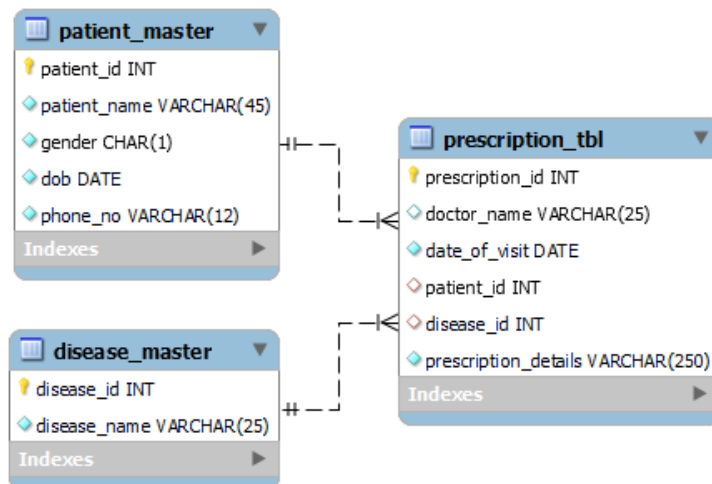 patient_master
patient_id INT
patient_name VARCHAR(45)
gender CHAR(1)
dob DATE
phone_no VARCHAR(12)
Indexes
prescription_tbl
prescription_id INT
doctor_name VARCHAR(25)
date_of_visit DATE
patient_id INT
disease_id INT
prescription_details VARCHAR(250)
Indexes
disease_master
disease_id INT
disease_name VARCHAR(25)
Indexes